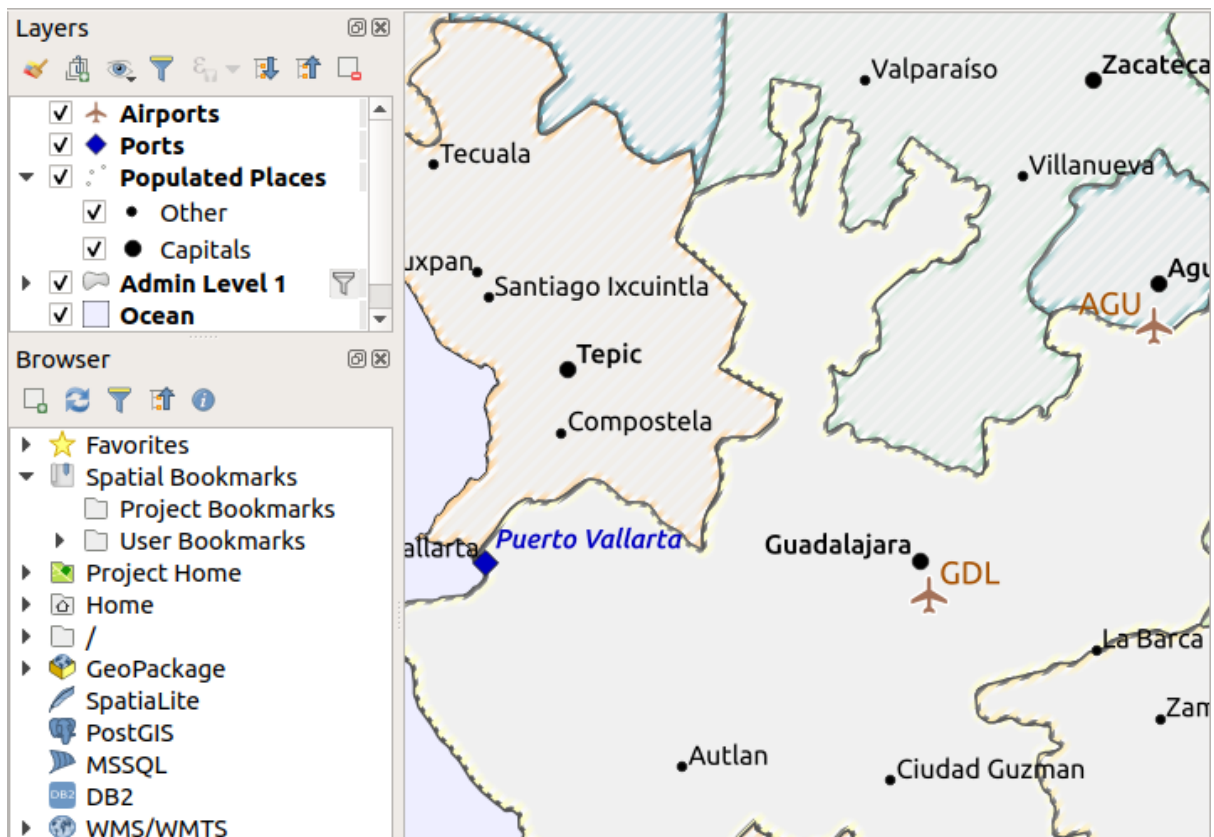 Layers
Airports
Ports
Populated Places
Other
Capitals
Admin Level 1
Ocean
Browser
Favorites
Spatial Bookmarks
Project Bookmarks
User Bookmarks
Project Home
Home
/
GeoPackage
SpatiaLite
PostGIS
MSSQL
DB2
DB2
WMS/WMTS
Valparaíso
Zacateca
Tecuala
Villanueva
uxpan
Santiago Ixcuintla
Agu
AGU
Tepic
Compostela
allarta
Puerto Vallarta
Guadalajara
GDL
La Barca
Zam
Autlan
Ciudad Guzman